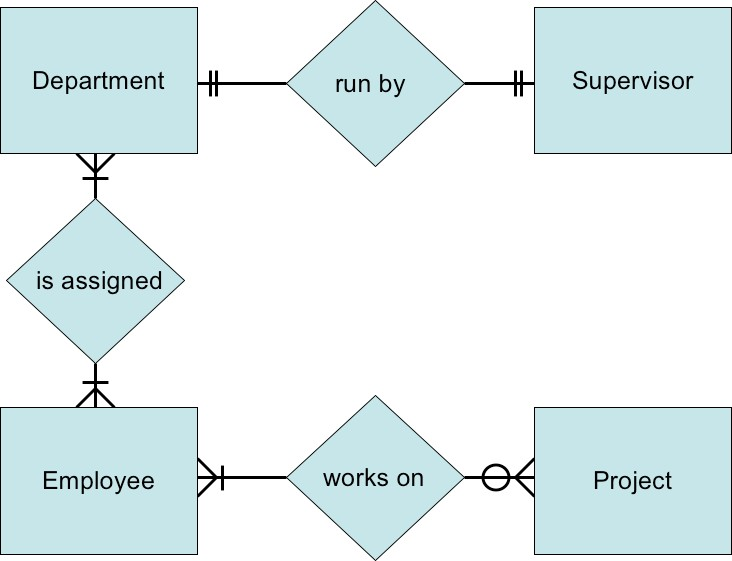 Department
run by
Supervisor
is assigned
Employee
works on
Project